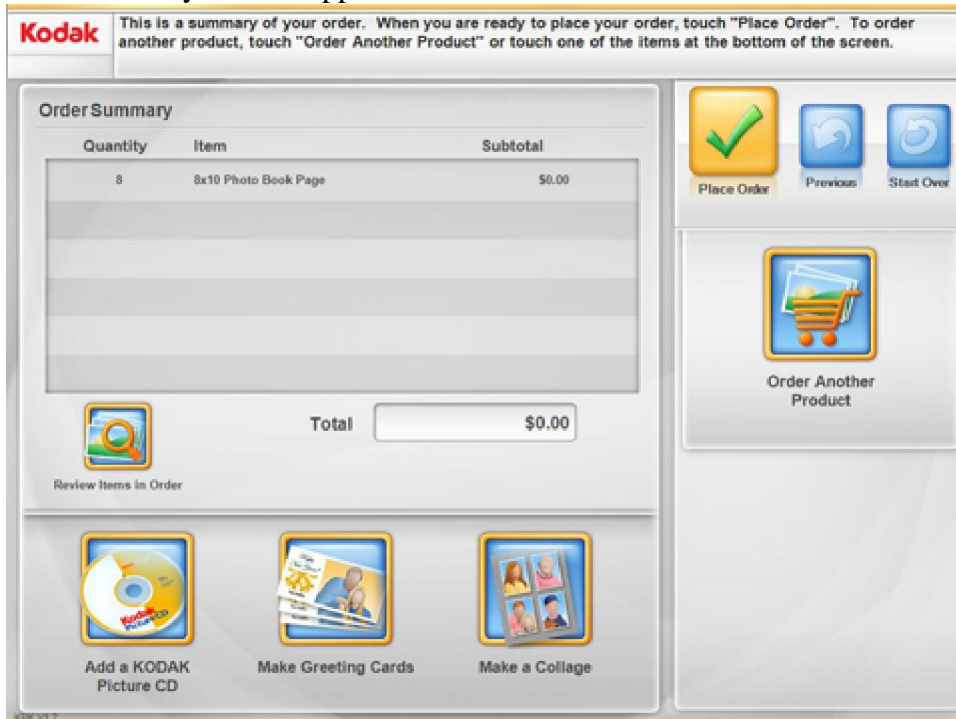 Kodak
This is a summary of your order. When you are ready to place your order, touch "Place Order". To order
another product, touch "Order Another Product" or touch one of the items at the bottom of the screen.
Order Summary
Quantity Item Subtotal
8 8x10 Photo Book Page $0.00
Place Order Previous Start Over
Order Another
Product
Total $0.00
Review Items in Order
Add a KODAK
Picture CD
Make Greeting Cards
Make a Collage